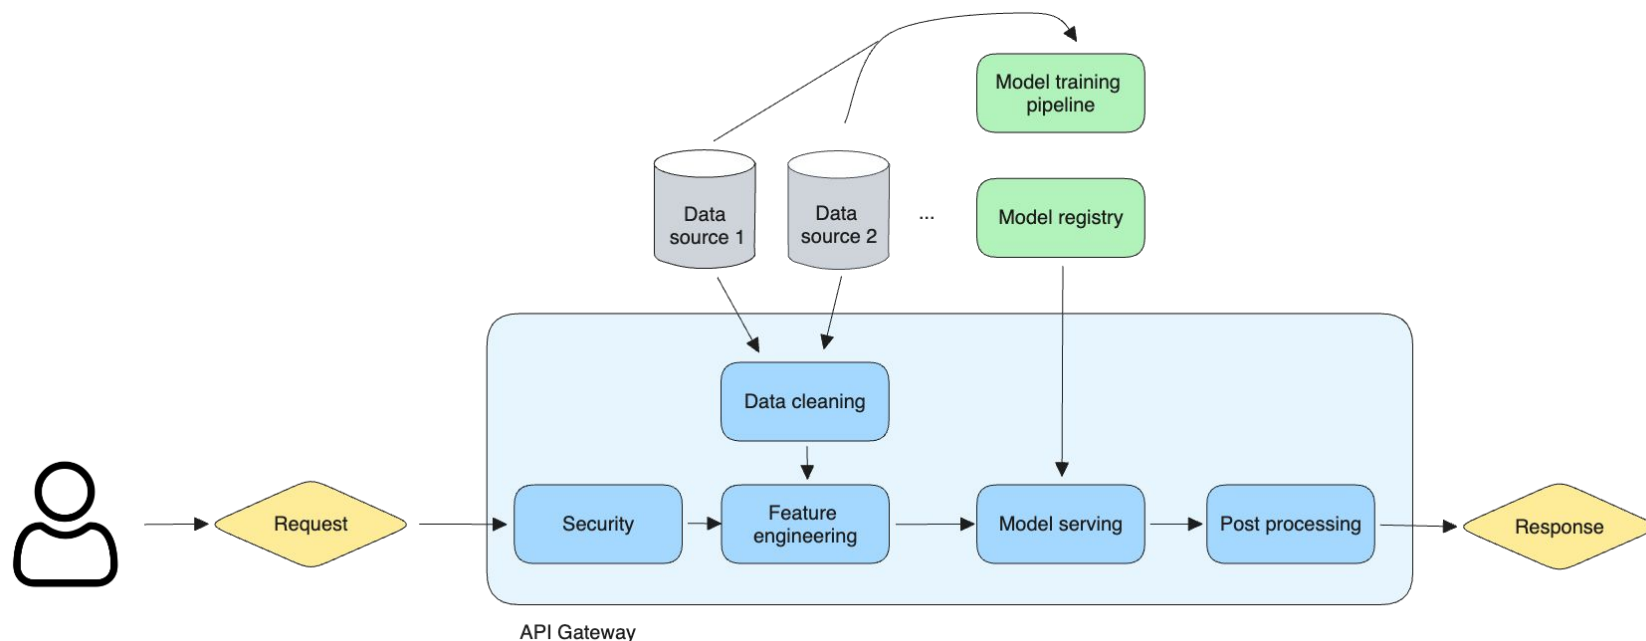 Model training
pipeline
Data
source 1
Data
source 2
...
Model registry
Data cleaning
Request
Security
Feature
engineering
Model serving
Post processing
Response
API Gateway